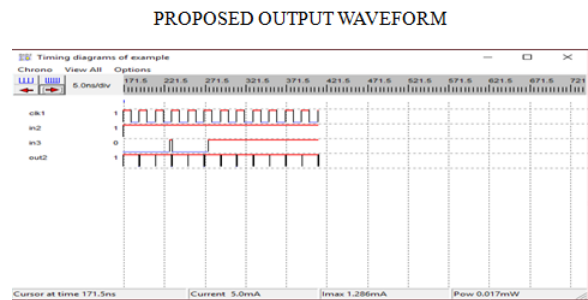 PROPOSED OUTPUT WAVEFORM
Timing diagrams of example
Chrono View All Options
5.0ns/div 171.5 221.5 271.5 321.5 371.5 421.5 471.5 521.5 571.5 621.5 671.5 721
clk1 1
in2 1
in3 0
out2 1
Cursor at time 171.5ns Current 5.0mA Imax 1.286mA Pow 0.017mW